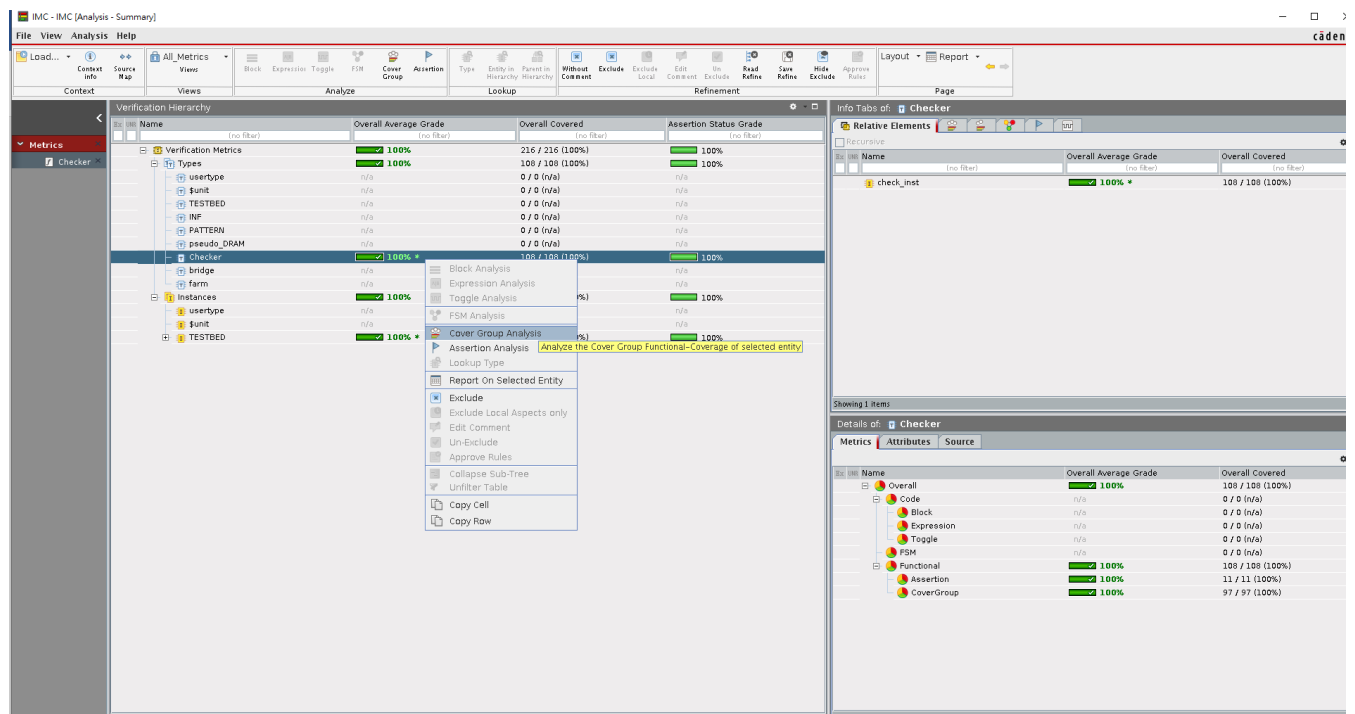 IMC - IMC [Analysis - Summary]
File View Analysis Help
cāden
Load... Context info Source Map All_Metrics Views Block Expression Toggle FSM Cover Group Assertion Type Entity in Hierarchy Parent in Hierarchy Without Comment Exclude Exclude Local Edit Comment Un Exclude Read Refine Save Refine Hide Exclude Approve Rules Layout Report
Context Views Analyze Lookup Refinement Page
Metrics
Checker
Verification Hierarchy
Ex UNR Name Overall Average Grade Overall Covered Assertion Status Grade
(no filter) (no filter) (no filter) (no filter)
Verification Metrics 100% 216 / 216 (100%) 100%
Types 100% 108 / 108 (100%) 100%
usertype n/a 0 / 0 (n/a) n/a
$unit n/a 0 / 0 (n/a) n/a
TESTBED n/a 0 / 0 (n/a) n/a
INF n/a 0 / 0 (n/a) n/a
PATTERN n/a 0 / 0 (n/a) n/a
pseudo_DRAM n/a 0 / 0 (n/a) n/a
Checker 100% * 108 / 108 (100%) 100%
bridge n/a n/a
farm n/a n/a
Instances 100% %) 100%
usertype n/a n/a
$unit n/a n/a
TESTBED 100% * %) 100%
Block Analysis
Expression Analysis
Toggle Analysis
FSM Analysis
Cover Group Analysis
Assertion Analysis
Analyze the Cover Group Functional-Coverage of selected entity
Lookup Type
Report On Selected Entity
Exclude
Exclude Local Aspects only
Edit Comment
Un-Exclude
Approve Rules
Collapse Sub-Tree
Unfilter Table
Copy Cell
Copy Row
Info Tabs of: Checker
Relative Elements
Recursive
Ex UNR Name Overall Average Grade Overall Covered
(no filter) (no filter) (no filter)
check_inst 100% * 108 / 108 (100%)
Showing 1 items
Details of: Checker
Metrics Attributes Source
Ex UNR Name Overall Average Grade Overall Covered
Overall 100% 108 / 108 (100%)
Code n/a 0 / 0 (n/a)
Block n/a 0 / 0 (n/a)
Expression n/a 0 / 0 (n/a)
Toggle n/a 0 / 0 (n/a)
FSM n/a 0 / 0 (n/a)
Functional 100% 108 / 108 (100%)
Assertion 100% 11 / 11 (100%)
CoverGroup 100% 97 / 97 (100%)